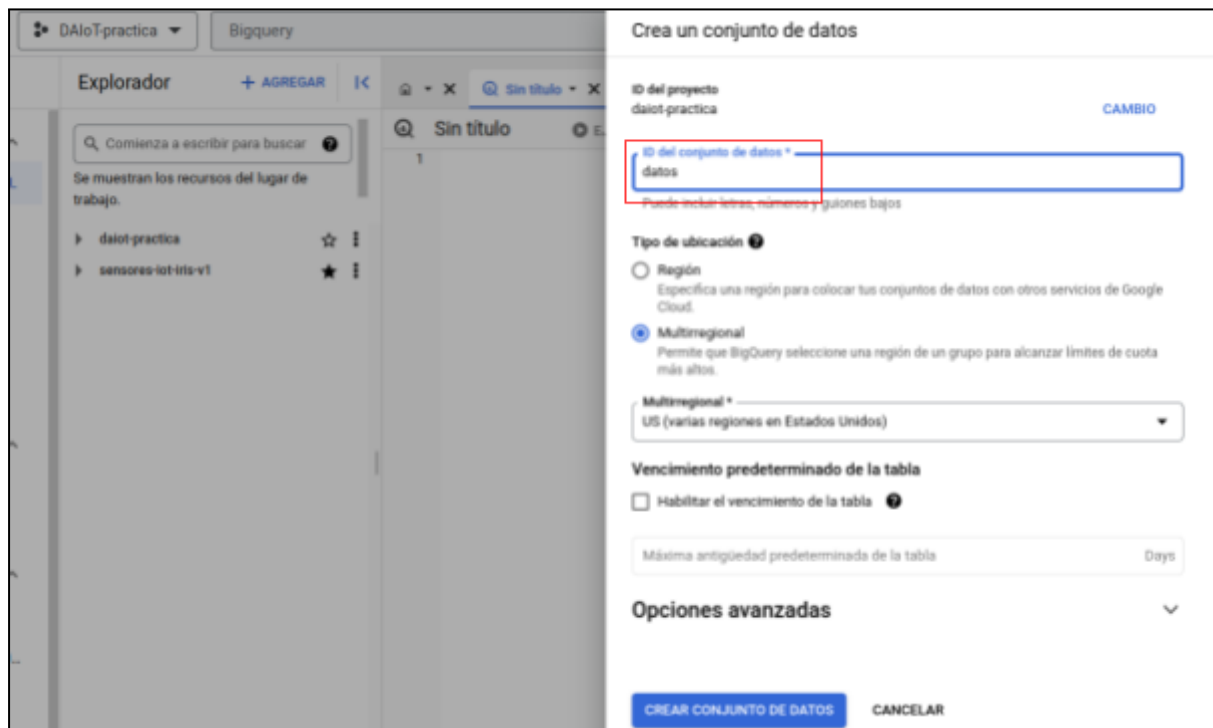 DAIoT-practica
Bigquery
Explorador
+ AGREGAR
Comienza a escribir para buscar
Se muestran los recursos del lugar de
trabajo.
daiot-practica
sensores-iot-iris-v1
Sin título
Sin título
E
1
Crea un conjunto de datos
ID del proyecto
daiot-practica
CAMBIO
ID del conjunto de datos *
datos
Puede incluir letras, números y guiones bajos
Tipo de ubicación
Región
Especifica una región para colocar tus conjuntos de datos con otros servicios de Google
Cloud.
Multirregional
Permite que BigQuery seleccione una región de un grupo para alcanzar límites de cuota
más altos.
Multirregional *
US (varias regiones en Estados Unidos)
Vencimiento predeterminado de la tabla
Habilitar el vencimiento de la tabla
Máxima antigüedad predeterminada de la tabla
Days
Opciones avanzadas
CREAR CONJUNTO DE DATOS
CANCELAR